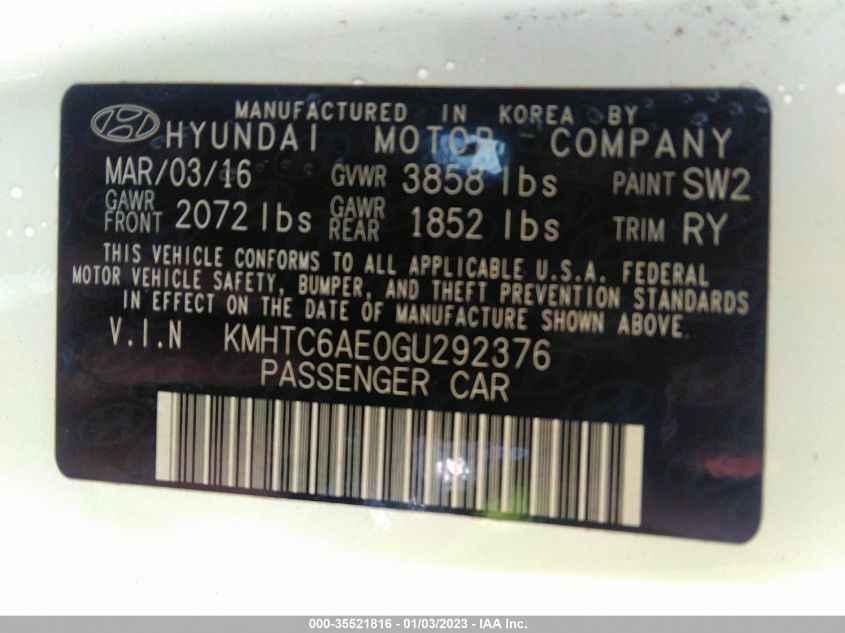 MANUFACTURED IN KOREA BY
HYUNDAI MOTOR COMPANY
MAR/03/16 GVWR 3858 lbs PAINT SW2
GAWR FRONT 2072 lbs GAWR REAR 1852 lbs TRIM RY
THIS VEHICLE CONFORMS TO ALL APPLICABLE U.S.A. FEDERAL
MOTOR VEHICLE SAFETY, BUMPER, AND THEFT PREVENTION STANDARDS
IN EFFECT ON THE DATE OF MANUFACTURE SHOWN ABOVE.
V.I.N KMHTC6AE0GU292376
PASSENGER CAR
000-35521816 - 01/03/2023 - IAA Inc.